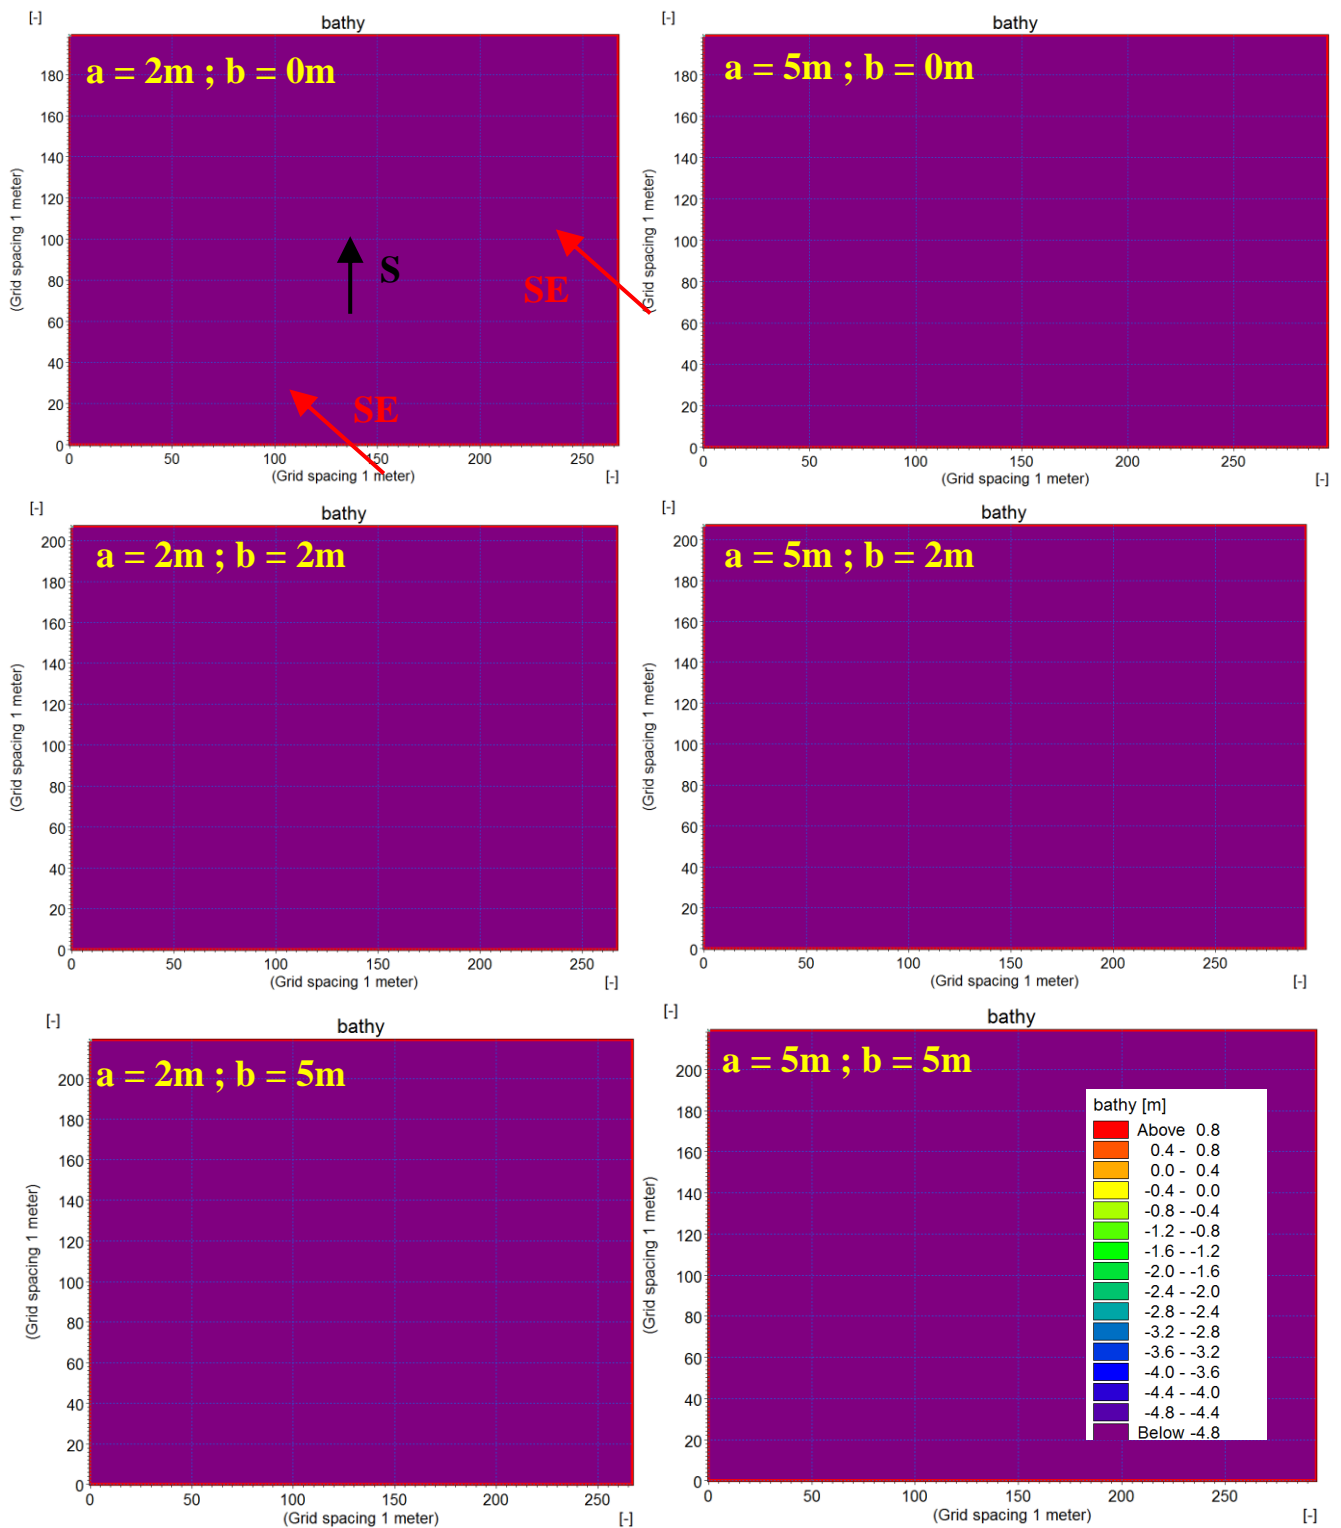 [-]
bathy
a = 2m ; b = 0m
180
160
140
120
100
80
60
40
20
0
(Grid spacing 1 meter)
S
SE
SE
0 50 100 150 200 250
(Grid spacing 1 meter) [-]
[-]
bathy
a = 5m ; b = 0m
180
160
140
120
100
80
60
40
20
0
(Grid spacing 1 meter)
0 50 100 150 200 250
(Grid spacing 1 meter) [-]
[-]
bathy
a = 2m ; b = 2m
200
180
160
140
120
100
80
60
40
20
0
(Grid spacing 1 meter)
0 50 100 150 200 250
(Grid spacing 1 meter) [-]
[-]
bathy
a = 5m ; b = 2m
200
180
160
140
120
100
80
60
40
20
0
(Grid spacing 1 meter)
0 50 100 150 200 250
(Grid spacing 1 meter) [-]
[-]
bathy
a = 2m ; b = 5m
200
180
160
140
120
100
80
60
40
20
0
(Grid spacing 1 meter)
0 50 100 150 200 250
(Grid spacing 1 meter) [-]
[-]
bathy
a = 5m ; b = 5m
200
180
160
140
120
100
80
60
40
20
0
(Grid spacing 1 meter)
bathy [m]
Above 0.8
0.4 - 0.8
0.0 - 0.4
-0.4 - 0.0
-0.8 - -0.4
-1.2 - -0.8
-1.6 - -1.2
-2.0 - -1.6
-2.4 - -2.0
-2.8 - -2.4
-3.2 - -2.8
-3.6 - -3.2
-4.0 - -3.6
-4.4 - -4.0
-4.8 - -4.4
Below -4.8
0 50 100 150 200 250
(Grid spacing 1 meter) [-]